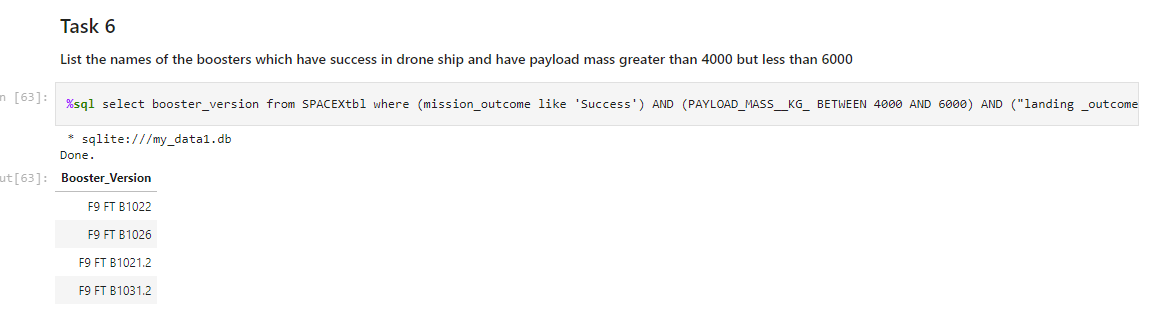 Task 6
List the names of the boosters which have success in drone ship and have payload mass greater than 4000 but less than 6000
n [63]:
%sql select booster_version from SPACEXtbl where (mission_outcome like 'Success') AND (PAYLOAD_MASS__KG_ BETWEEN 4000 AND 6000) AND ("landing _outcome
* sqlite:///my_data1.db
Done.
ut[63]:
Booster_Version
F9 FT B1022
F9 FT B1026
F9 FT B1021.2
F9 FT B1031.2